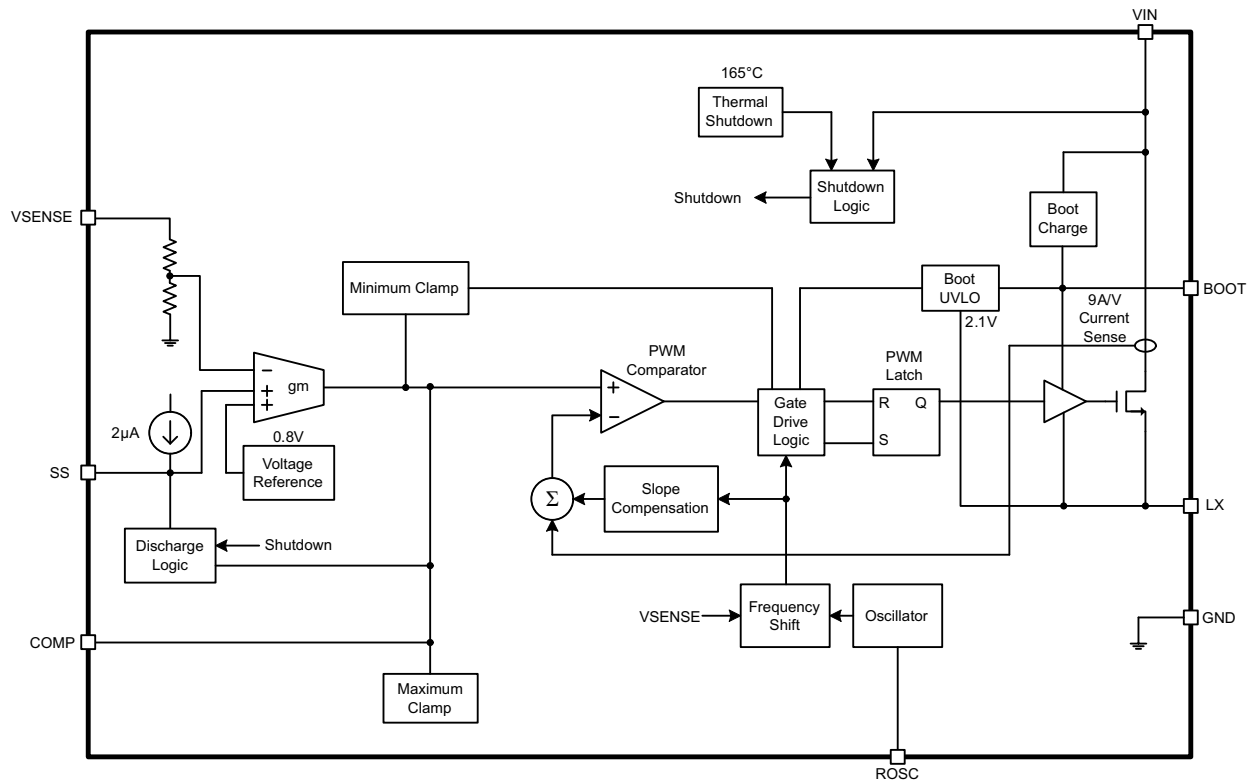 VIN
165°C
Thermal
Shutdown
Shutdown
Shutdown
Logic
Boot
Charge
VSENSE
Minimum Clamp
Boot
UVLO
2.1V
BOOT
9A/V
Current
Sense
PWM
Comparator
PWM
Latch
−
+
+
gm
+
−
Gate
Drive
Logic
R
Q
S
2µA
0.8V
Voltage
Reference
SS
Σ
Slope
Compensation
LX
Discharge
Logic
Shutdown
VSENSE
Frequency
Shift
Oscillator
GND
COMP
Maximum
Clamp
ROSC